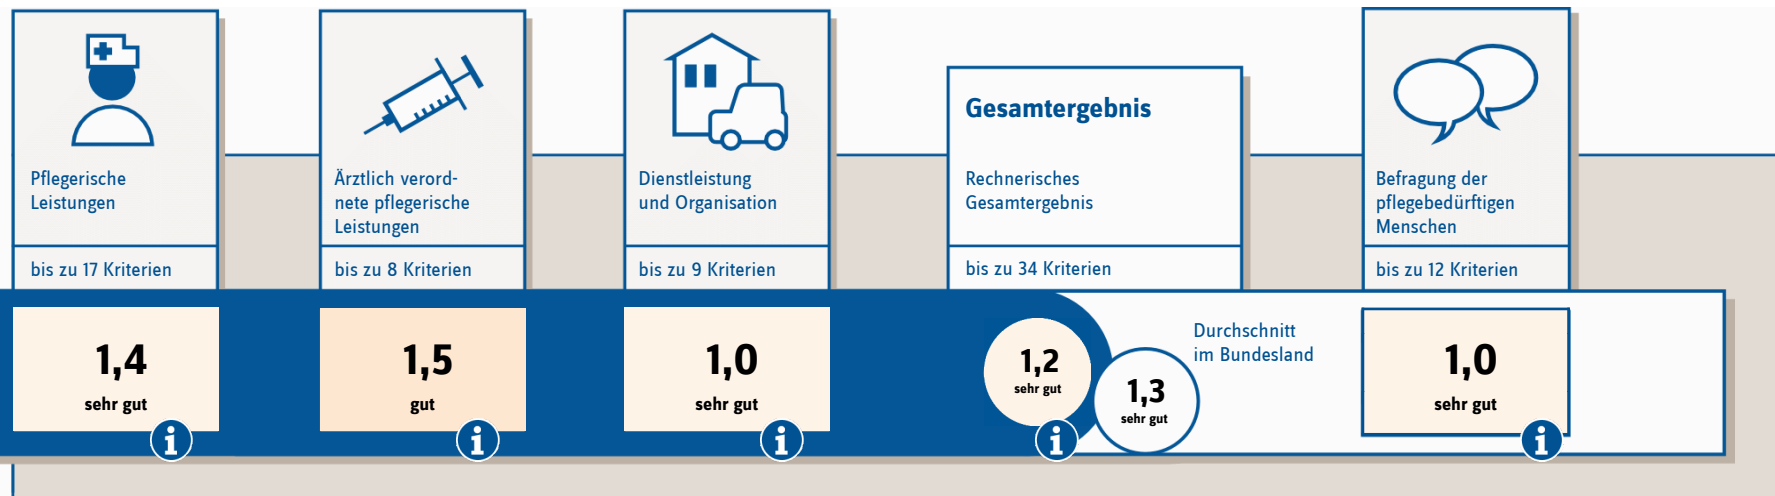 Pflegerische
Leistungen
bis zu 17 Kriterien
1,4
sehr gut
i
Ärztlich verord-
nete pflegerische
Leistungen
bis zu 8 Kriterien
1,5
gut
i
Dienstleistung
und Organisation
bis zu 9 Kriterien
1,0
sehr gut
i
Gesamtergebnis
Rechnerisches
Gesamtergebnis
bis zu 34 Kriterien
1,2
sehr gut
i
1,3
sehr gut
Durchschnitt
im Bundesland
Befragung der
pflegebedürftigen
Menschen
bis zu 12 Kriterien
1,0
sehr gut
i